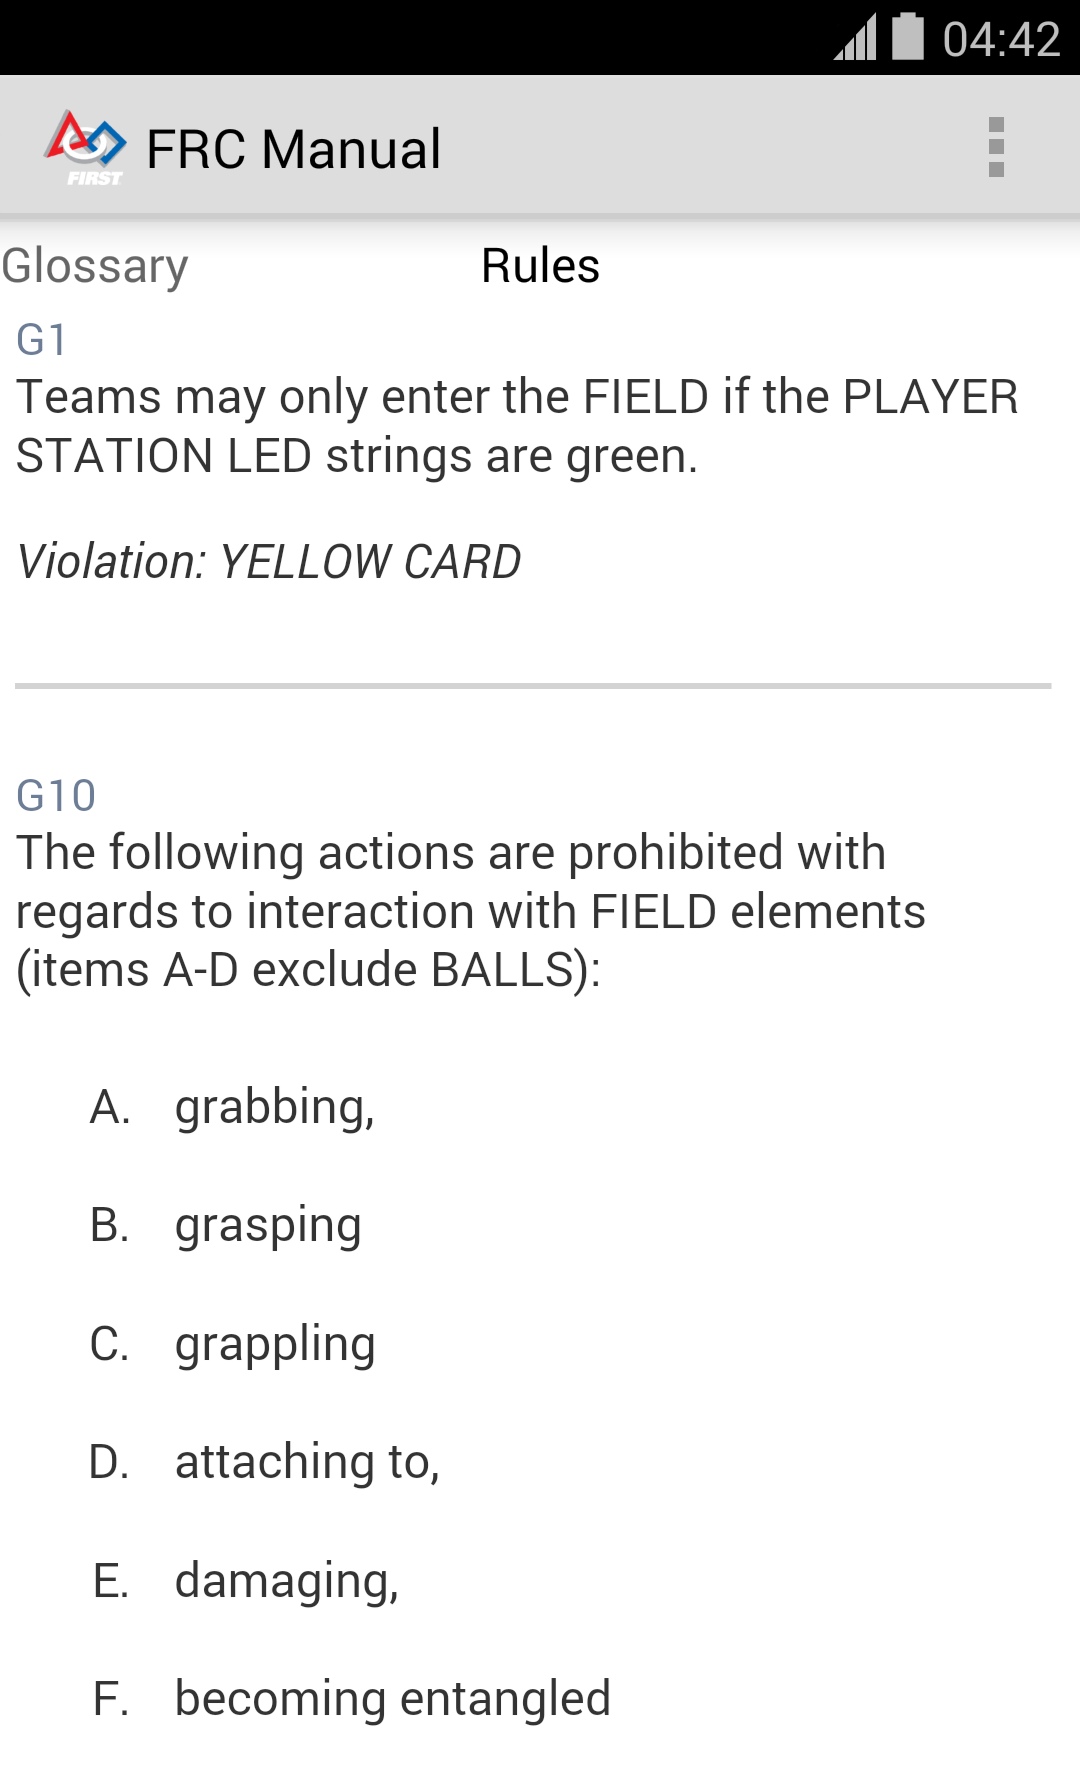 04:42
FIRST
FRC Manual
Glossary
Rules
G1
Teams may only enter the FIELD if the PLAYER
STATION LED strings are green.
Violation: YELLOW CARD
G10
The following actions are prohibited with
regards to interaction with FIELD elements
(items A-D exclude BALLS):
A. grabbing,
B. grasping
C. grappling
D. attaching to,
E. damaging,
F. becoming entangled